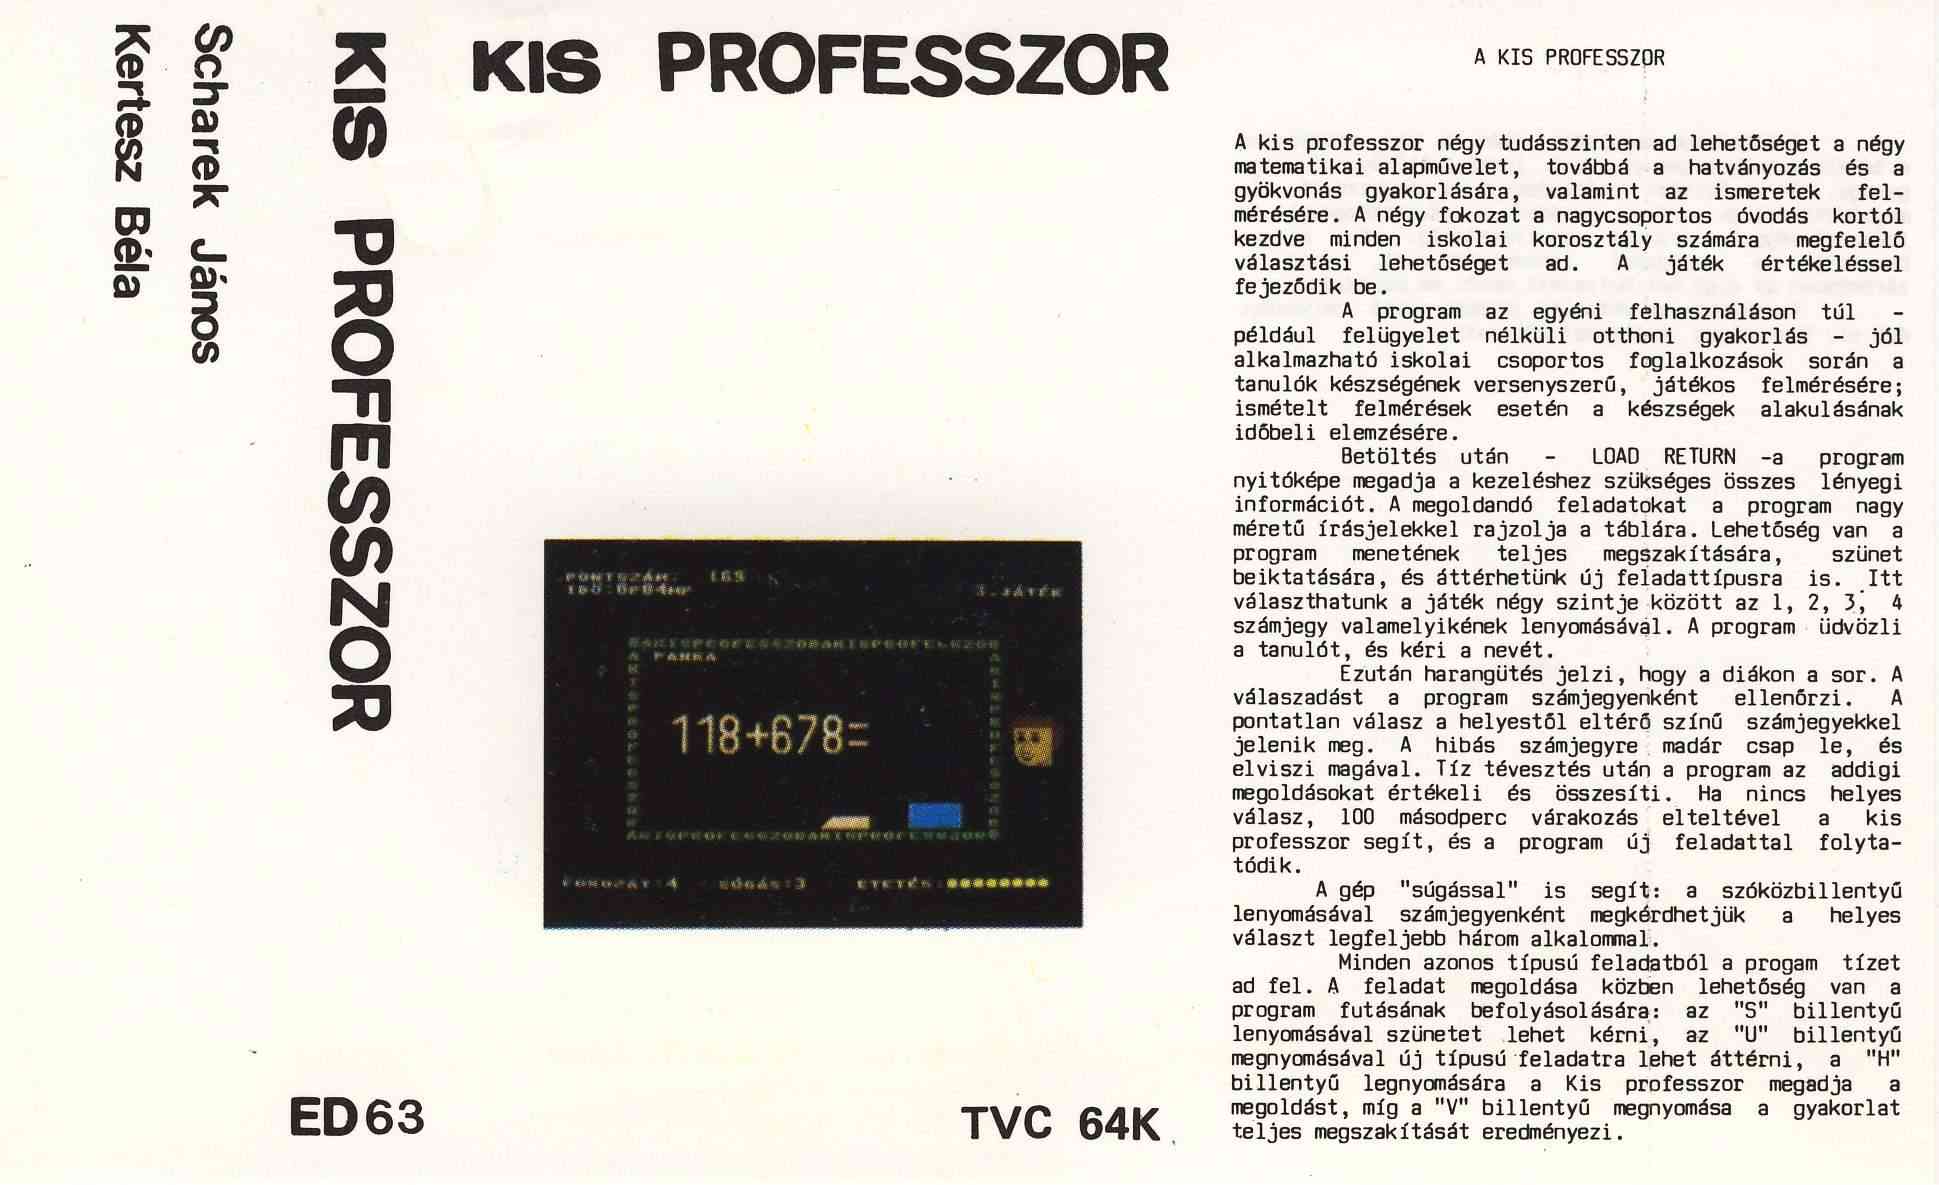 Scharek János
Kertesz Béla
KIS PROFESSZOR
ED63
KIS PROFESSZOR
PONTSZÁM: 169
3.JÁTÉK
PANKA
118+678=
FOKOZAT:4 SÚGÁS:3 ETETÉS:
TVC 64K
A KIS PROFESSZOR
A kis professzor négy tudásszinten ad lehetőséget a négy
matematikai alapművelet, továbbá a hatványozás és a
gyökvonás gyakorlására, valamint az ismeretek fel-
mérésére. A négy fokozat a nagycsoportos óvodás kortól
kezdve minden iskolai korosztály számára megfelelő
választási lehetőséget ad. A játék értékeléssel
fejeződik be.
A program az egyéni felhasználáson túl -
például felügyelet nélküli otthoni gyakorlás - jól
alkalmazható iskolai csoportos foglalkozások során a
tanulók készségének versenyszerű, játékos felmérésére;
ismételt felmérések esetén a készségek alakulásának
időbeli elemzésére.
Betöltés után - LOAD RETURN -a program
nyitóképe megadja a kezeléshez szükséges összes lényegi
információt. A megoldandó feladatokat a program nagy
méretű írásjelekkel rajzolja a táblára. Lehetőség van a
program menetének teljes megszakítására, szünet
beiktatására, és áttérhetünk új feladattípusra is. Itt
választhatunk a játék négy szintje között az 1, 2, 3, 4
számjegy valamelyikének lenyomásával. A program üdvözli
a tanulót, és kéri a nevét.
Ezután harangütés jelzi, hogy a diákon a sor. A
válaszadást a program számjegyenként ellenőrzi. A
pontatlan válasz a helyestől eltérő színű számjegyekkel
jelenik meg. A hibás számjegyre madár csap le, és
elviszi magával. Tíz tévesztés után a program az addigi
megoldásokat értékeli és összesíti. Ha nincs helyes
válasz, 100 másodperc várakozás elteltével a kis
professzor segít, és a program új feladattal folyta-
tódik.
A gép "súgással" is segít: a szóközbillentyű
lenyomásával számjegyenként megkérdhetjük a helyes
választ legfeljebb három alkalommal.
Minden azonos típusú feladatból a progam tízet
ad fel. A feladat megoldása közben lehetőség van a
program futásának befolyásolására: az "S" billentyű
lenyomásával szünetet lehet kérni, az "U" billentyű
megnyomásával új típusú feladatra lehet áttérni, a "H"
billentyű legnyomására a Kis professzor megadja a
megoldást, míg a "V" billentyű megnyomása a gyakorlat
teljes megszakítását eredményezi.